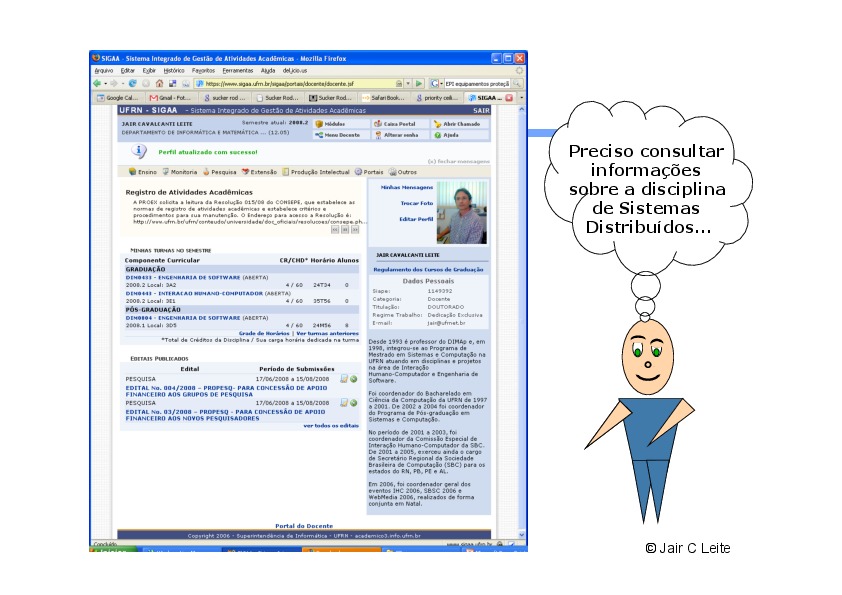 SIGAA - Sistema Integrado de Gestão de Atividades Acadêmicas - Mozilla Firefox
Arquivo Editar Exibir Histórico Favoritos Ferramentas Ajuda del.icio.us
https://www.sigaa.ufrn.br/sigaa/portais/docente/docente.jsf
EPI equipamentos proteçã
Google Cal... Gmail - Fot... sucker rod ... Sucker Rod... Sucker Rod... Safari Book... priority ceili... SIGAA ...
UFRN - SIGAA - Sistema Integrado de Gestão de Atividades Acadêmicas SAIR
JAIR CAVALCANTI LEITE Semestre atual: 2008.2
DEPARTAMENTO DE INFORMÁTICA E MATEMÁTICA ... (12.05)
Módulos Caixa Postal Abrir Chamado
Menu Docente Alterar senha Ajuda
Perfil atualizado com sucesso!
(x) fechar mensagens
Ensino Monitoria Pesquisa Extensão Produção Intelectual Portais Outros
Registro de Atividades Acadêmicas
A PROEX solicita a leitura da Resolução 015/08 do CONSEPE, que estabelece as
normas de registro de atividades acadêmicas e estabelece critérios e
procedimentos para sua manutenção. O Endereço para acesso a Resolução é:
http://www.ufrn.br/ufrn/conteudo/universidade/doc_oficiais/resolucoes/consepe.ph...
MINHAS TURMAS NO SEMESTRE
Componente Curricular CR/CHD* Horário Alunos
GRADUAÇÃO
DIM0433 - ENGENHARIA DE SOFTWARE (ABERTA)
2008.2 Local: 3A2 4 / 60 24T34 0
DIM0443 - INTERACAO HUMANO-COMPUTADOR (ABERTA)
2008.2 Local: 3E1 4 / 60 35T56 0
PÓS-GRADUAÇÃO
DIM0804 - ENGENHARIA DE SOFTWARE (ABERTA)
2008.1 Local: 3D5 4 / 60 24M56 8
Grade de Horários | Ver turmas anteriores
*Total de Créditos da Disciplina / Sua carga horária dedicada na turma
EDITAIS PUBLICADOS
Edital Período de Submissões
PESQUISA 17/06/2008 a 15/08/2008
EDITAL No. 004/2008 – PROPESQ - PARA CONCESSÃO DE APOIO
FINANCEIRO AOS GRUPOS DE PESQUISA
PESQUISA 17/06/2008 a 15/08/2008
EDITAL No. 03/2008 – PROPESQ - PARA CONCESSÃO DE APOIO
FINANCEIRO AOS NOVOS PESQUISADORES
ver todos os editais
Minhas Mensagens
Trocar Foto
Editar Perfil
JAIR CAVALCANTI LEITE
Regulamento dos Cursos de Graduação
Dados Pessoais
Siape: 1149392
Categoria: Docente
Titulação: DOUTORADO
Regime Trabalho: Dedicação Exclusiva
E-mail: jair@ufrnet.br
Desde 1993 é professor do DIMAp e, em
1998, integrou-se ao Programa de
Mestrado em Sistemas e Computação na
UFRN atuando em disciplinas e projetos
na área de Interação
Humano-Computador e Engenharia de
Software.
Foi coordenador do Bacharelado em
Ciência da Computação da UFRN de 1997
a 2001. De 2002 a 2004 foi coordenador
do Programa de Pós-graduação em
Sistemas e Computação.
No período de 2001 a 2003, foi
coordenador da Comissão Especial de
Interação Humano-Computador da SBC.
De 2001 a 2005, exerceu ainda o cargo
de Secretário Regional da Sociedade
Brasileira de Computação (SBC) para os
estados do RN, PB, PE e AL.
Em 2006, foi coordenador geral dos
eventos IHC 2006, SBSC 2006 e
WebMedia 2006, realizados de forma
conjunta em Natal.
Portal do Docente
Copyright 2006 - Superintendência de Informática - UFRN - academico3.info.ufrn.br
Concluído
Preciso consultar
informações
sobre a disciplina
de Sistemas
Distribuídos...
© Jair C Leite